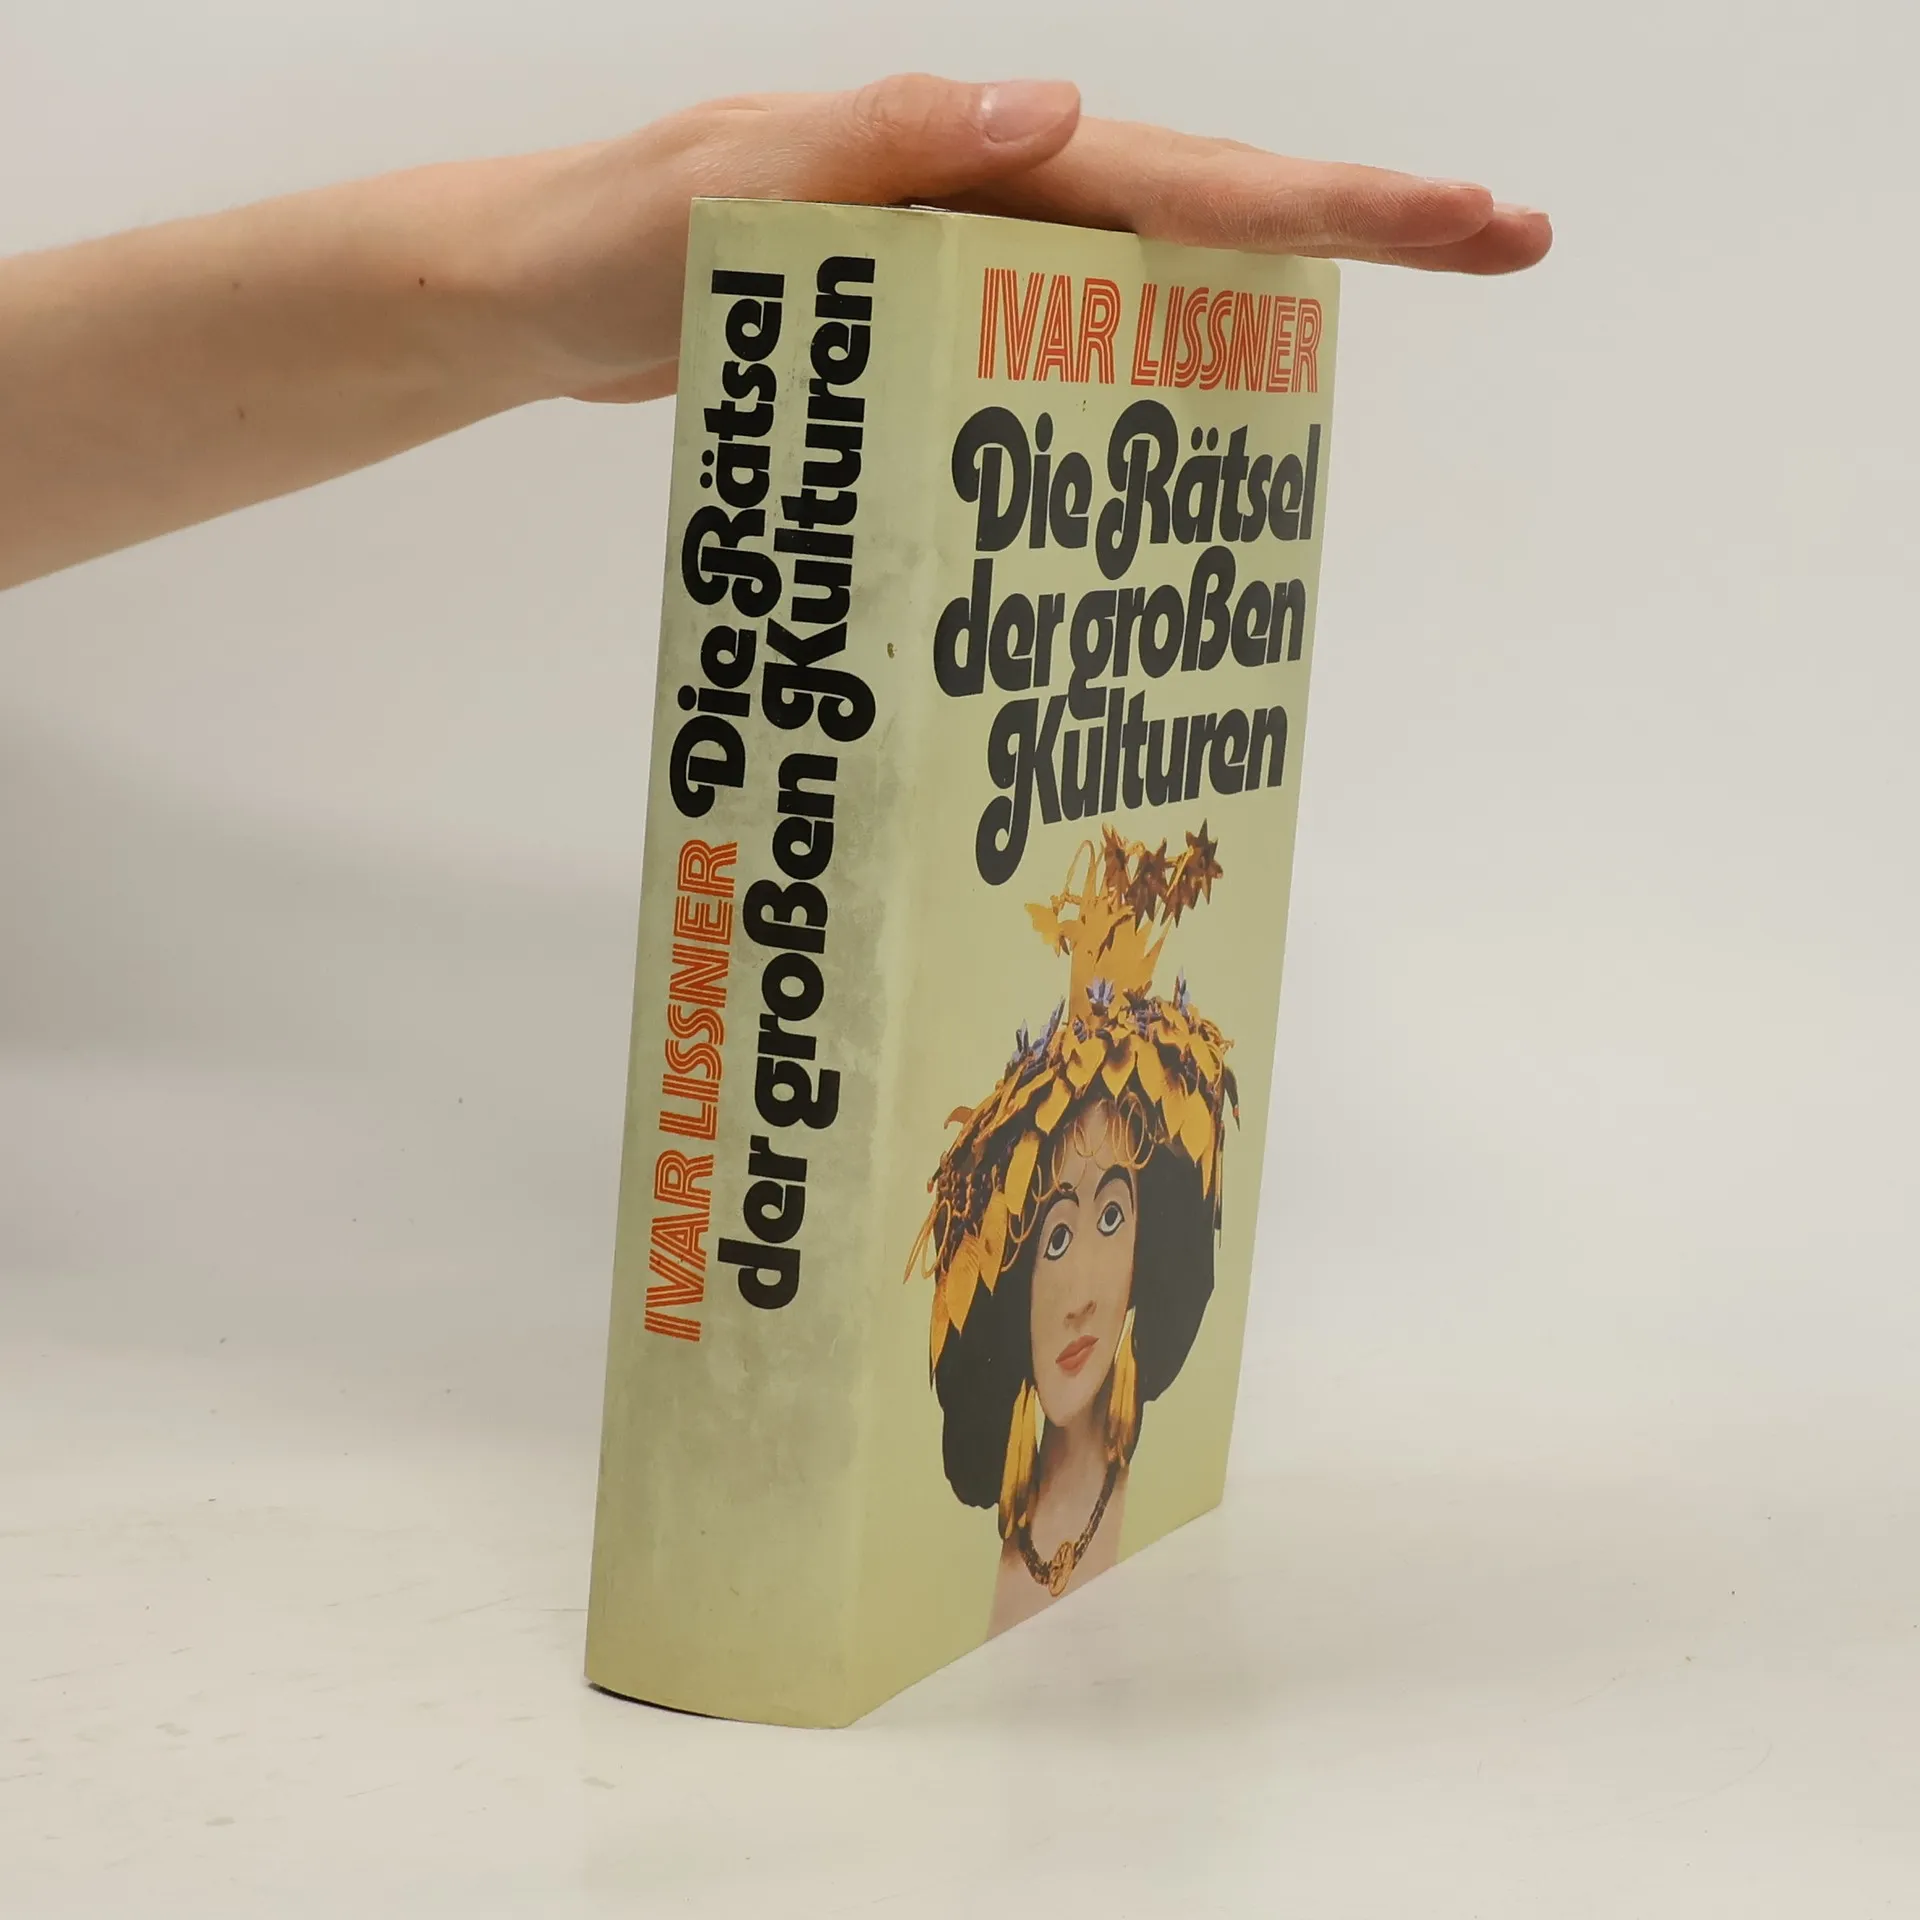 IVAR LISSNER Die Rätsel
der großen Kulturen
IVAR LISSNER
Die Rätsel
der großen
Kulturen